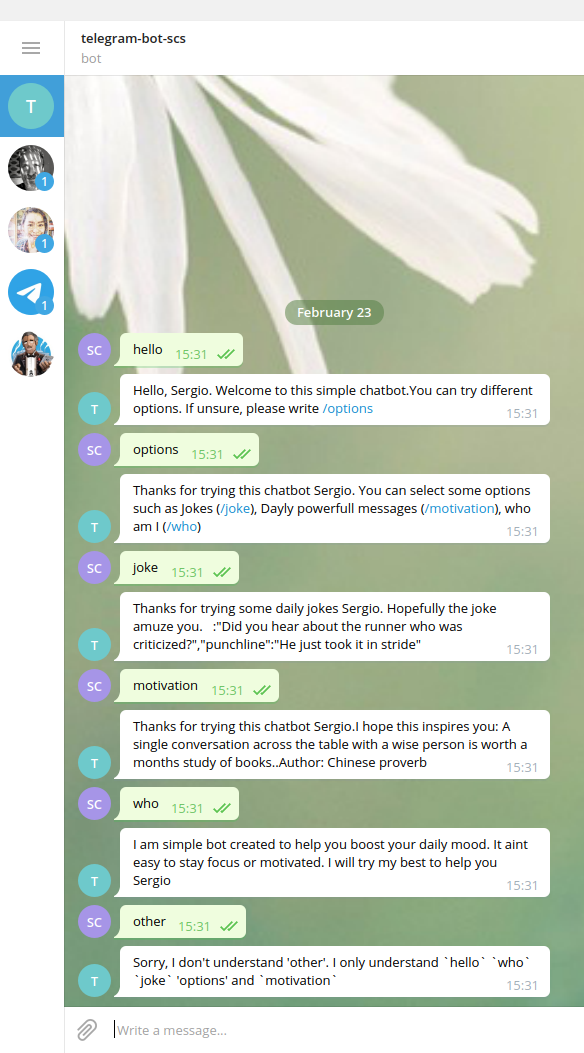 telegram-bot-scs
bot
T
1
1
1
February 23
SC
hello 15:31
Hello, Sergio. Welcome to this simple chatbot.You can try different
options. If unsure, please write /options
T
15:31
SC
options 15:31
Thanks for trying this chatbot Sergio. You can select some options
such as Jokes (/joke), Dayly powerfull messages (/motivation), who
am I (/who)
T
15:31
SC
joke 15:31
Thanks for trying some daily jokes Sergio. Hopefully the joke
amuze you. :"Did you hear about the runner who was
criticized?","punchline":"He just took it in stride"
T
15:31
SC
motivation 15:31
Thanks for trying this chatbot Sergio.I hope this inspires you: A
single conversation across the table with a wise person is worth a
months study of books..Author: Chinese proverb
T
15:31
SC
who 15:31
I am simple bot created to help you boost your daily mood. It aint
easy to stay focus or motivated. I will try my best to help you
Sergio
T
15:31
SC
other 15:31
Sorry, I don't understand 'other'. I only understand `hello` `who`
`joke` 'options' and `motivation`
T
15:31
Write a message...